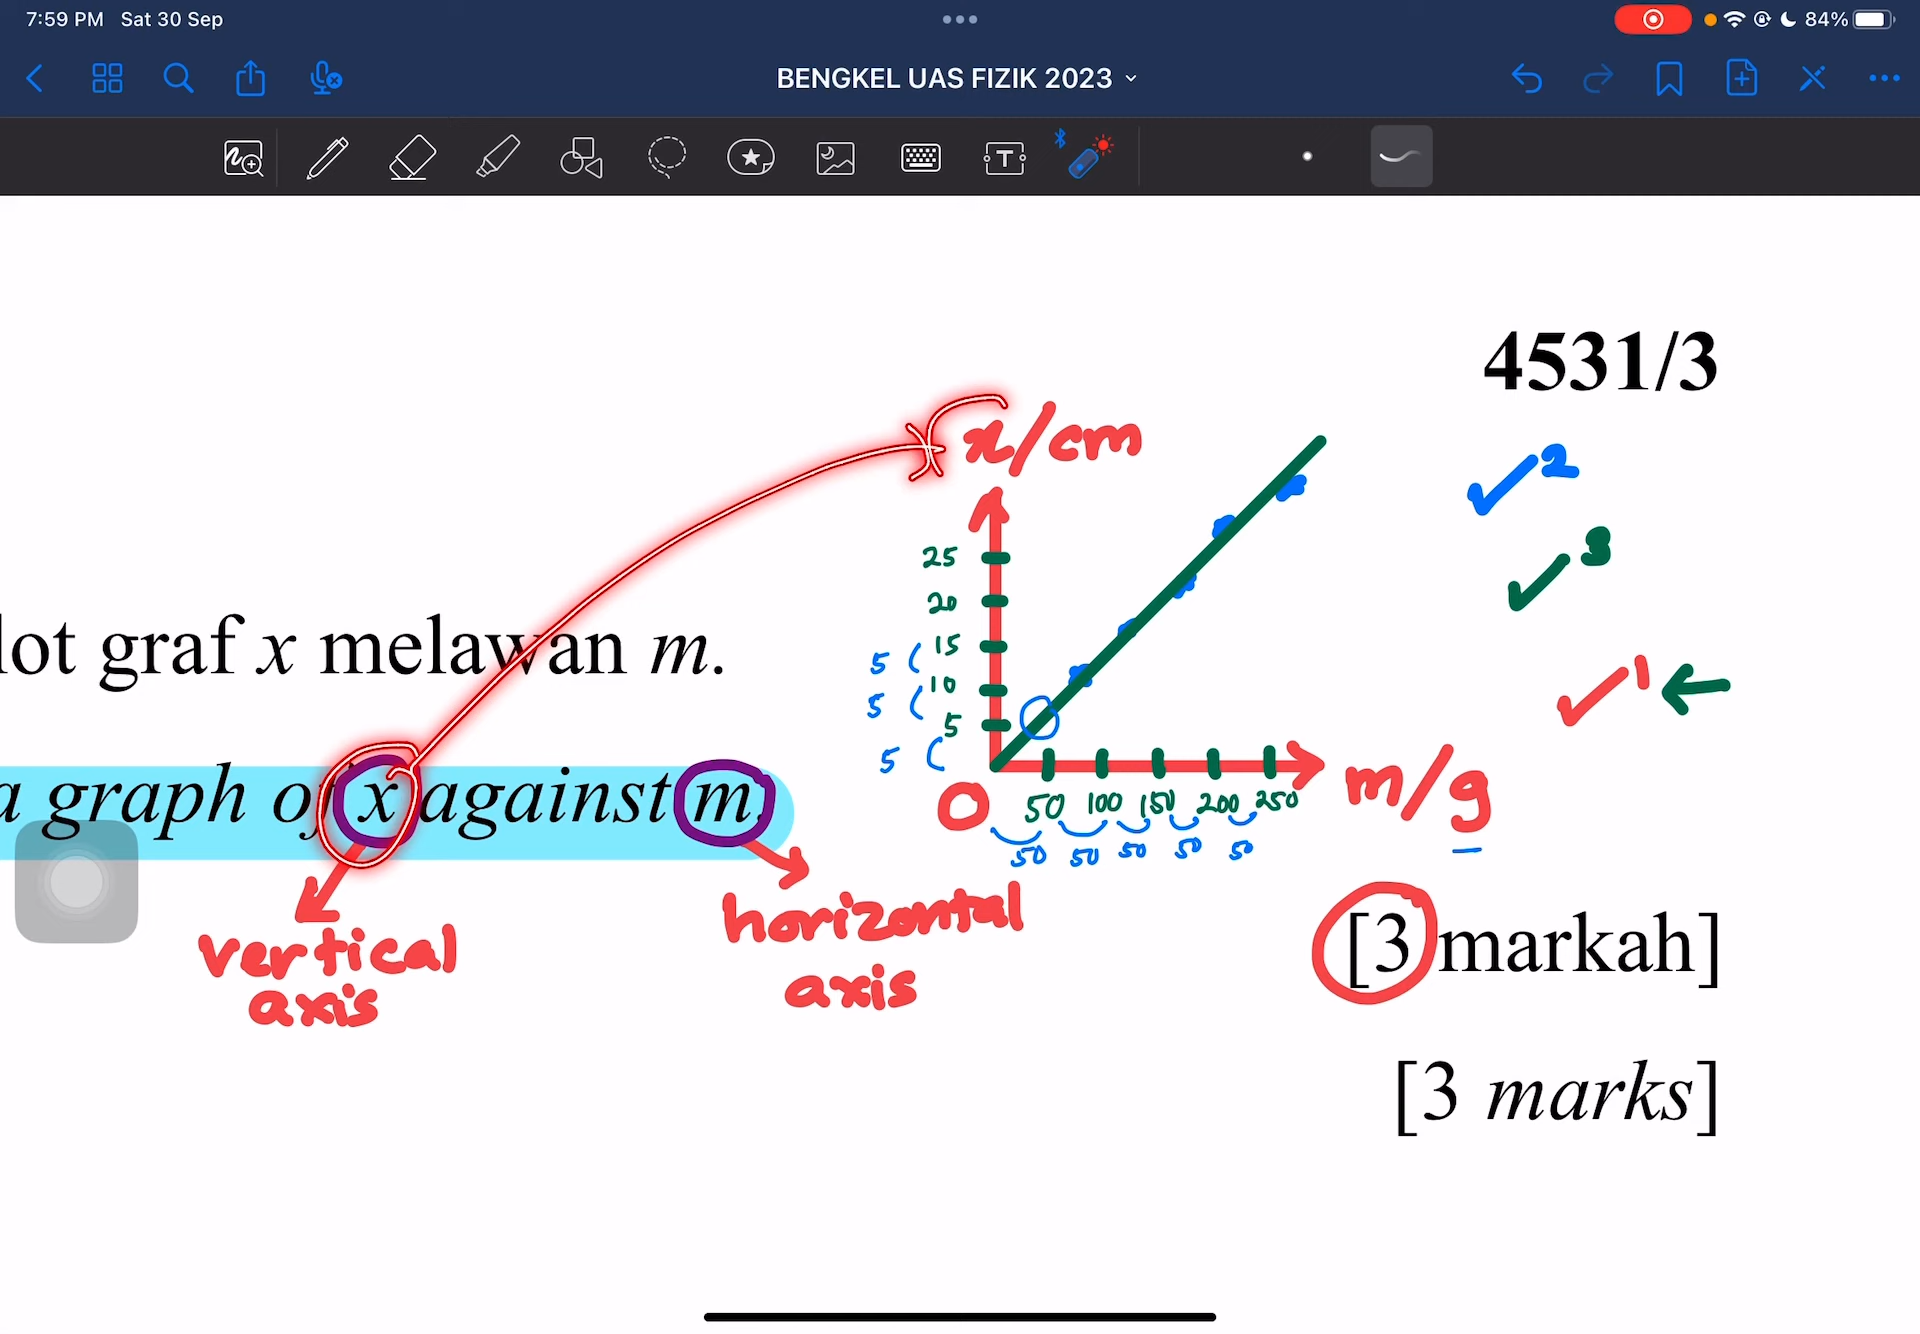 7:59 PM Sat 30 Sep
84%
BENGKEL UAS FIZIK 2023
4531/3
x/cm
2
3
1
25
20
15
10
5
5
5
5
lot graf x melawan m.
a graph of x against m.
0
50 100 150 200 250
50 50 50 50 50
m/g
vertical
axis
horizontal
axis
[3 markah]
[3 marks]